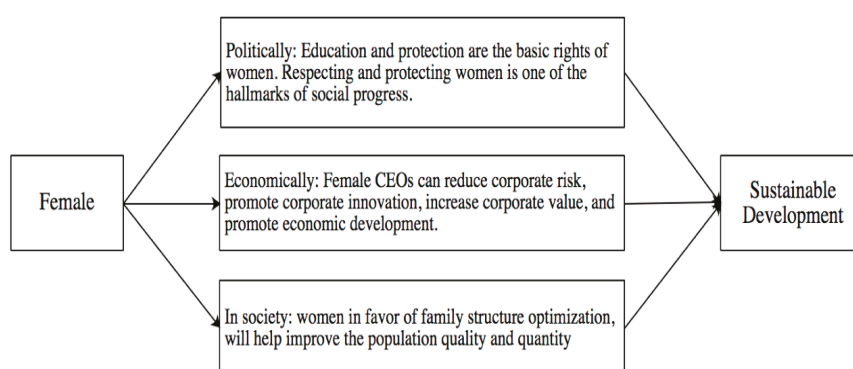 Politically: Education and protection are the basic rights of
women. Respecting and protecting women is one of the
hallmarks of social progress.
Female
Economically: Female CEOs can reduce corporate risk,
promote corporate innovation, increase corporate value, and
promote economic development.
Sustainable
Development
In society: women in favor of family structure optimization,
will help improve the population quality and quantity